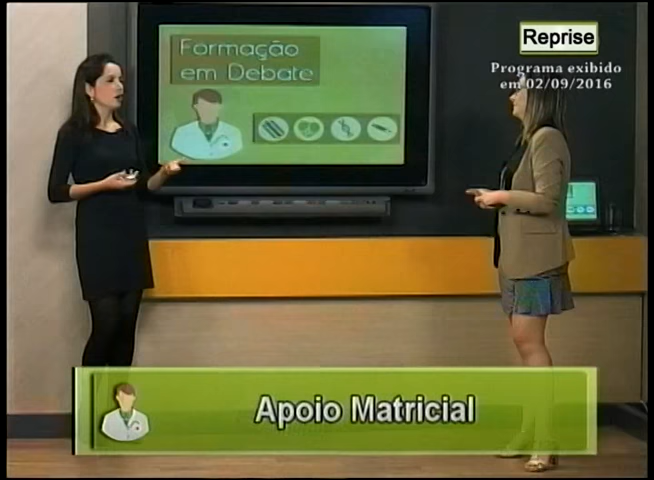 Formação
em Debate
Reprise
Programa exibido
em 02/09/2016
Apoio Matricial